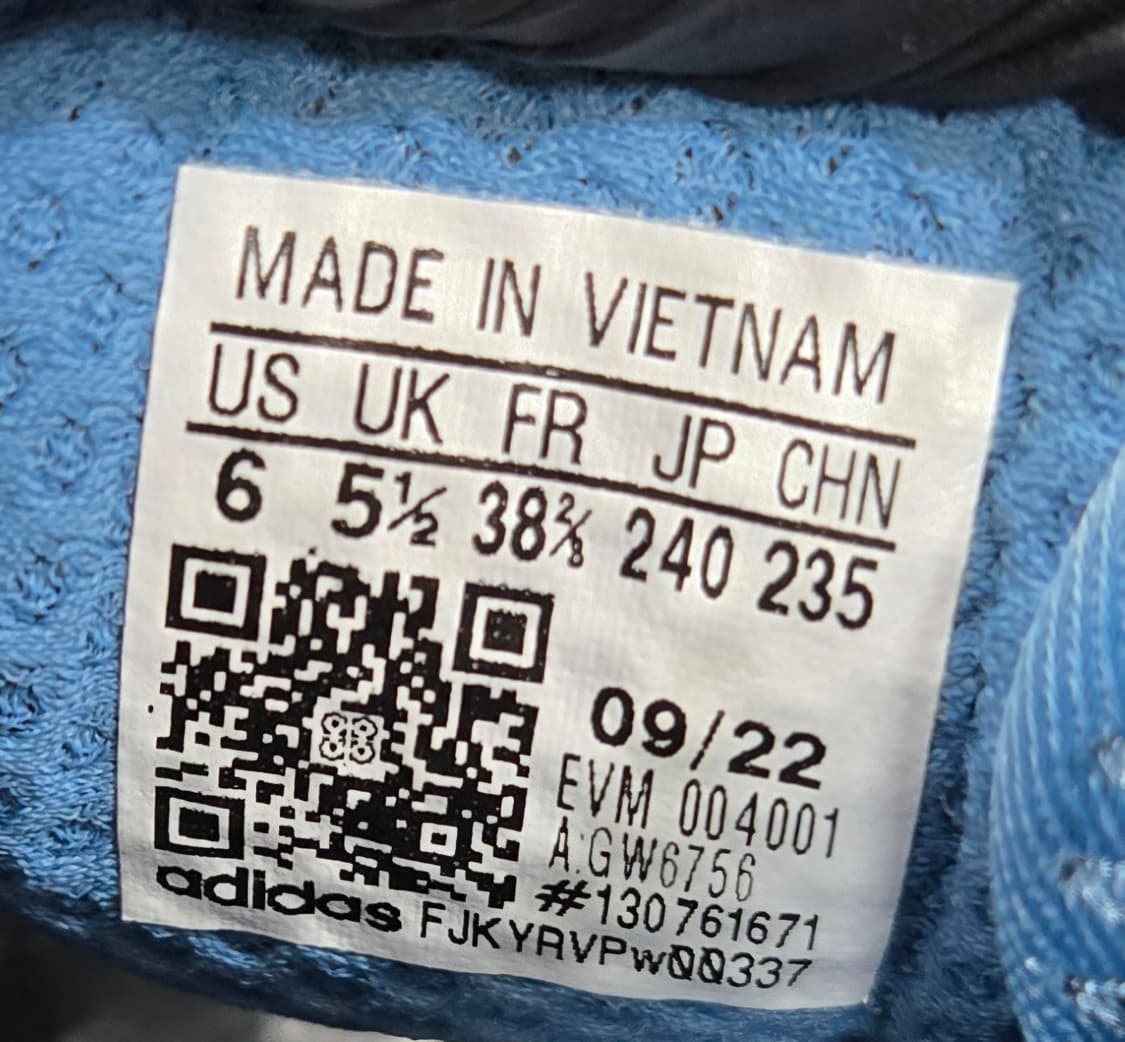 MADE IN VIETNAM
US UK FR JP CHN
6 5½ 38⅔ 240 235
09/22
EVM 004001
A:GW6756
#130761671
adidas FJKYRVPw00337